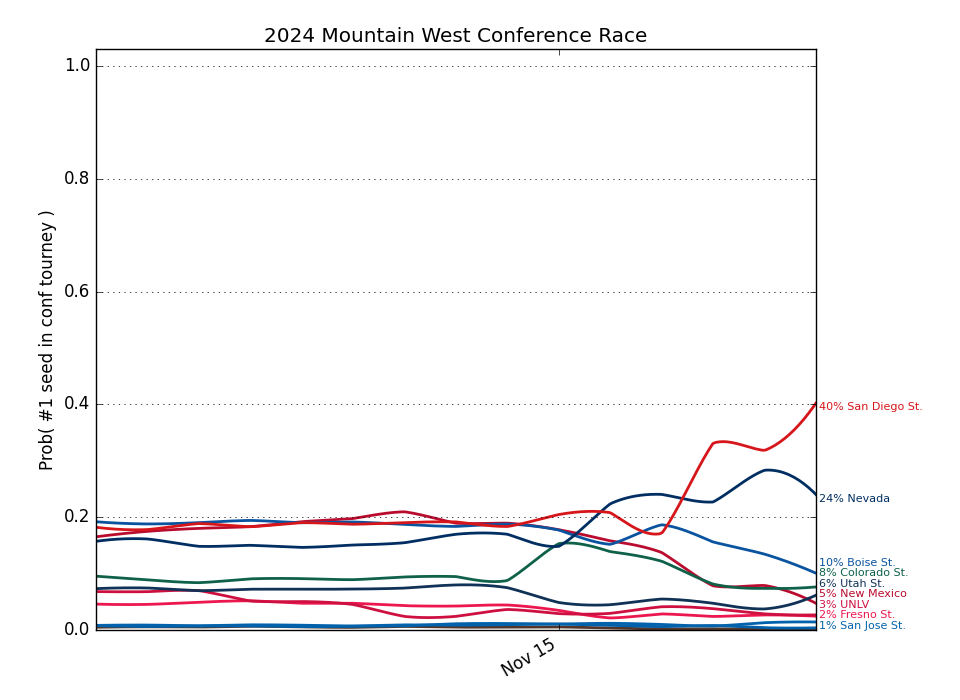 2024 Mountain West Conference Race
Prob( #1 seed in conf tourney )
1.0
0.8
0.6
0.4
0.2
0.0
Nov 15
40% San Diego St.
24% Nevada
10% Boise St.
8% Colorado St.
6% Utah St.
5% New Mexico
3% UNLV
2% Fresno St.
1% San Jose St.